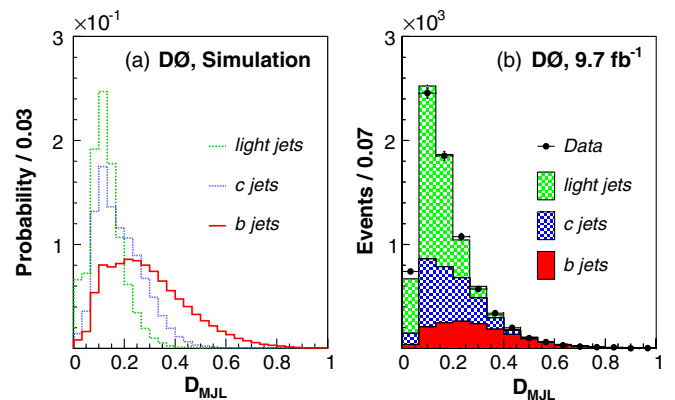 ×10⁻¹
(a) DØ, Simulation
3
2
1
Probability / 0.03
light jets
c jets
b jets
0 0.2 0.4 0.6 0.8 1
D_MJL
×10³
(b) DØ, 9.7 fb⁻¹
3
2
1
Events / 0.07
Data
light jets
c jets
b jets
0 0.2 0.4 0.6 0.8 1
D_MJL